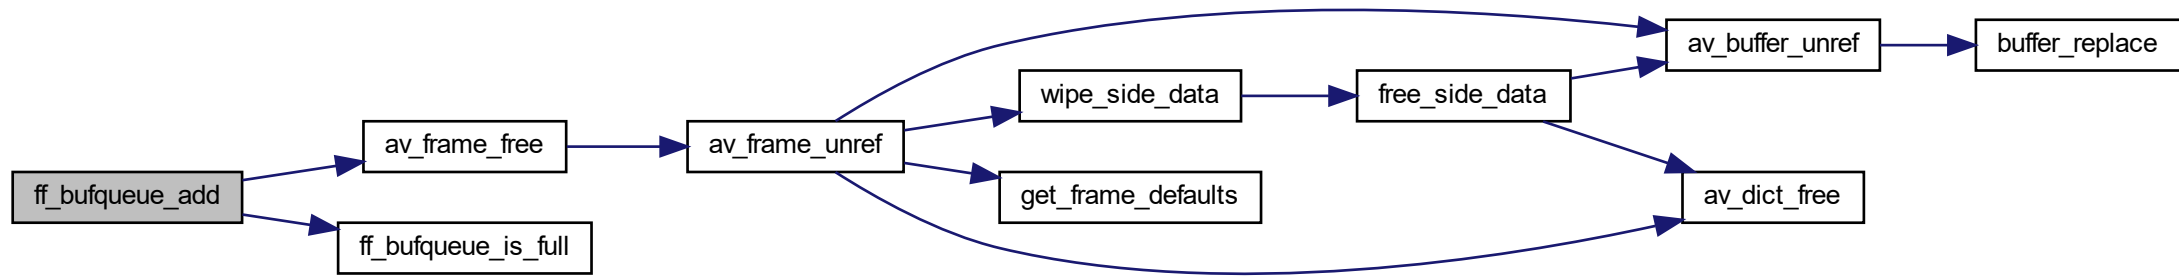 ff_bufqueue_add
av_frame_free
ff_bufqueue_is_full
av_frame_unref
wipe_side_data
get_frame_defaults
free_side_data
av_buffer_unref
av_dict_free
buffer_replace